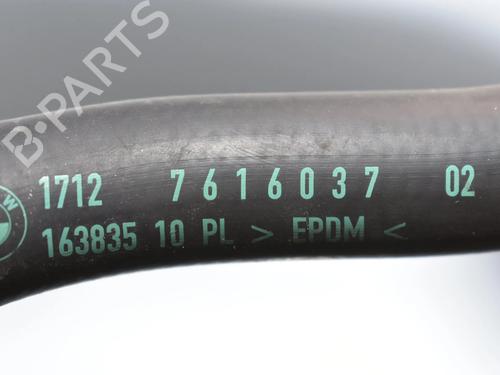 B-PARTS
W
1712 7616037 02
163835 10 PL > EPDM <